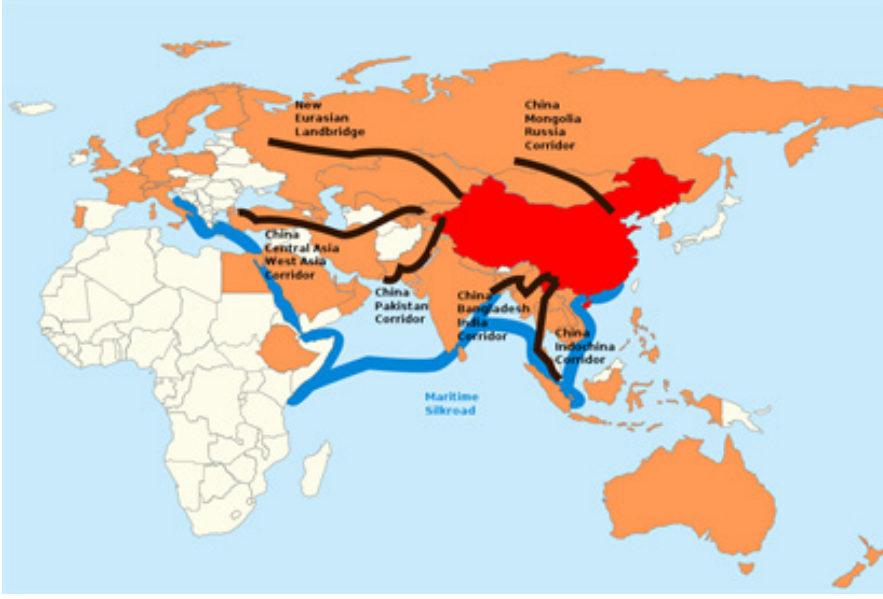 New
Eurasian
Landbridge
China
Mongolia
Russia
Corridor
China
Central Asia
West Asia
Corridor
China
Pakistan
Corridor
China
Bangladesh
India
Corridor
China
Indochina
Corridor
Maritime
Silkroad